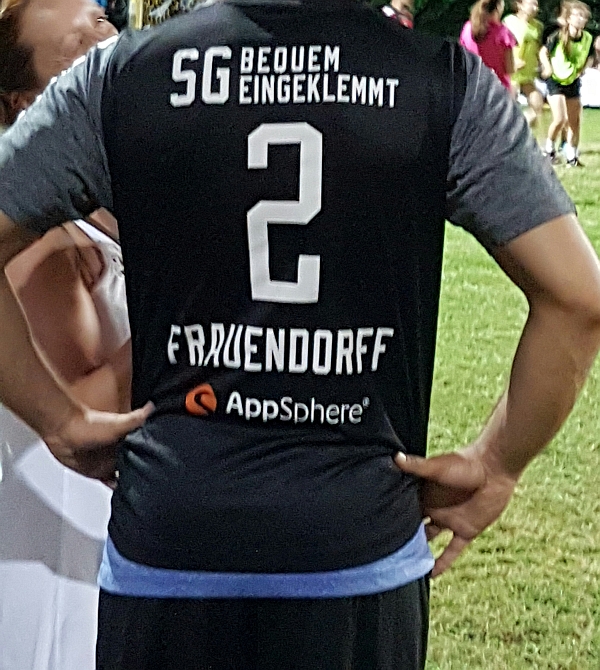 SG BEQUEM
EINGEKLEMMT
2
FRAUENDORFF
AppSphere®